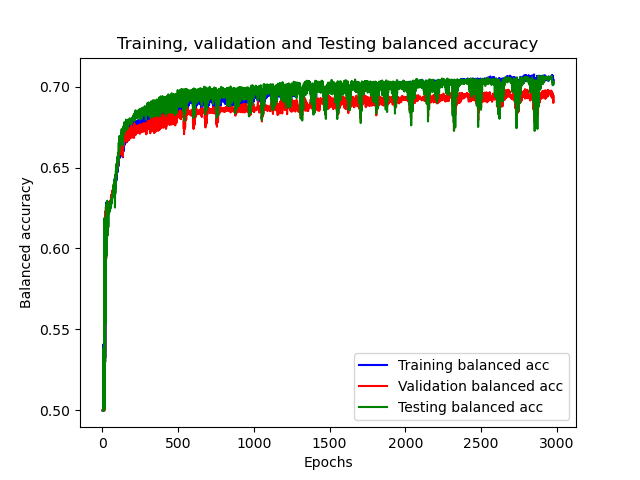 Training, validation and Testing balanced accuracy
Balanced accuracy
0.70
0.65
0.60
0.55
0.50
Training balanced acc
Validation balanced acc
Testing balanced acc
0 500 1000 1500 2000 2500 3000
Epochs